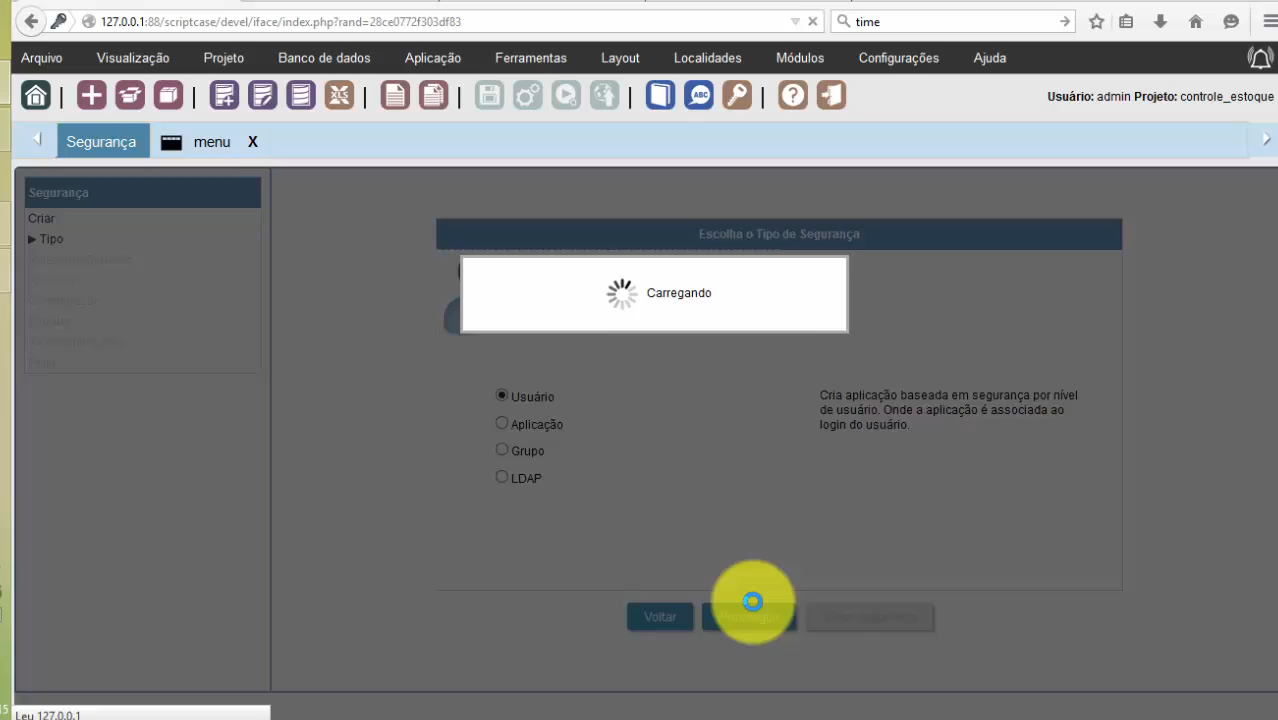 127.0.0.1:88/scriptcase/devel/iface/index.php?rand=28ce0772f303df83
time
Arquivo Visualização Projeto Banco de dados Aplicação Ferramentas Layout Localidades Módulos Configurações Ajuda
XLS ABC ?
Usuário: admin Projeto: controle_estoque
Segurança menu X
Segurança
Criar
Tipo
Escolha o Tipo de Segurança
Carregando
Usuário
Aplicação
Grupo
LDAP
Cria aplicação baseada em segurança por nível
de usuário. Onde a aplicação é associada ao
login do usuário.
Voltar
Leu 127.0.0.1